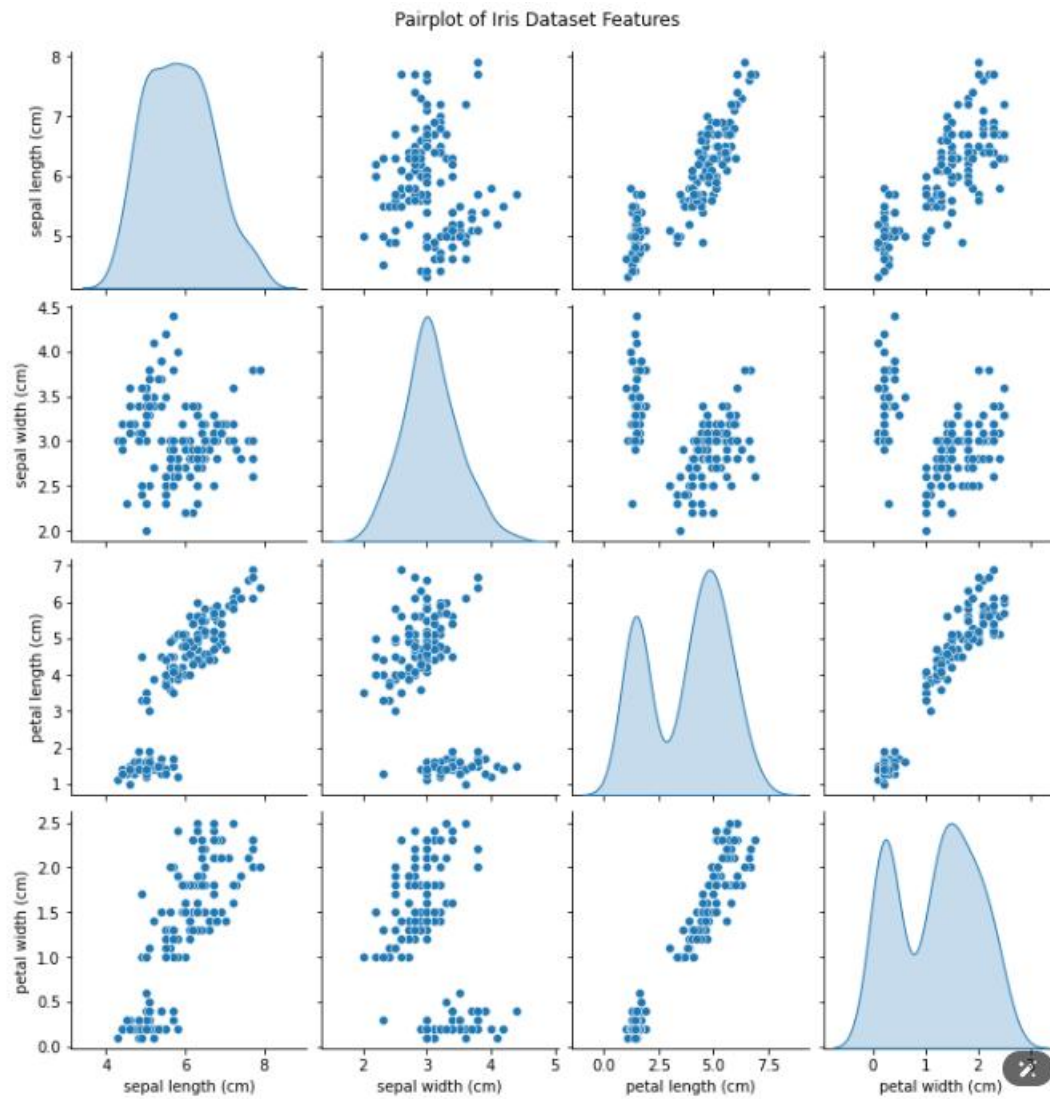 Pairplot of Iris Dataset Features
8
7
6
5
sepal length (cm)
4.5
4.0
3.5
3.0
2.5
2.0
sepal width (cm)
7
6
5
4
3
2
1
petal length (cm)
2.5
2.0
1.5
1.0
0.5
0.0
petal width (cm)
4 6 8
2 3 4 5
0.0 2.5 5.0 7.5
0 1 2
sepal length (cm) sepal width (cm) petal length (cm) petal width (cm)